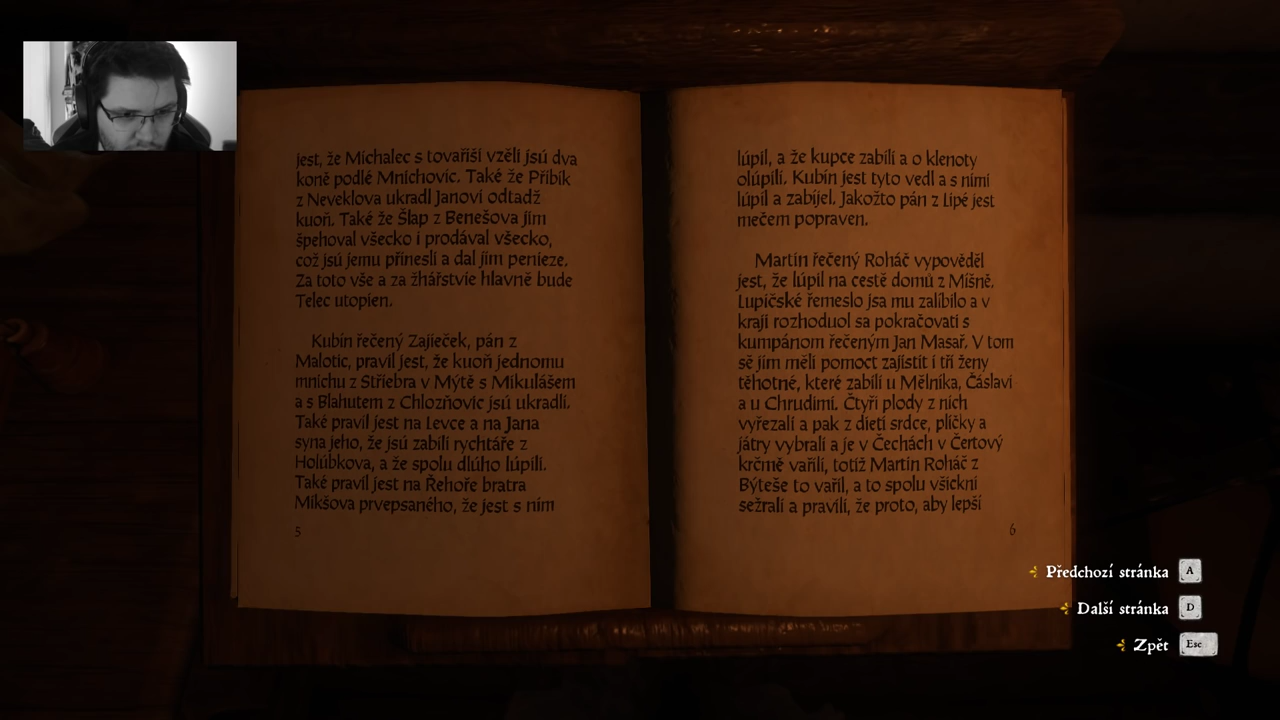 jest, že Michalec s tovařiší vzěli jsú dva
koně podlé Mnichovic. Také že Přibík
z Neveklova ukradl Janovi odtadž
kuoň. Také že Šlap z Benešova jim
špehoval všecko i prodával všecko,
což jsú jemu přinesli a dal jim penieze.
Za toto vše a za žhářstvie hlavně bude
Telec utopien.
Kubín řečený Zajieček, pán z
Malotic, pravil jest, že kuoň jednomu
mnichu z Střiebra v Mýtě s Mikulášem
a s Blahutem z Chlozňovic jsú ukradli.
Také pravil jest na Levce a na Jana
syna jeho, že jsú zabili rychtáře z
Holúbkova, a že spolu dlúho lúpili.
Také pravil jest na Řehoře bratra
Mikšova prvepsaného, že jest s ním
5
lúpil, a že kupce zabili a o klenoty
olúpili. Kubín jest tyto vedl a s nimi
lúpil a zabíjel. Jakožto pán z Lipé jest
mečem popraven.
Martin řečený Roháč vypověděl
jest, že lúpil na cestě domů z Míšně.
Lupičské řemeslo jsa mu zalíbilo a v
kraji rozhoduol sa pokračovati s
kumpánom řečeným Jan Masař. V tom
sě jim měli pomoct zajistit i tři ženy
těhotné, které zabili u Mělníka, Čáslavi
a u Chrudimi. Čtyři plody z nich
vyřezali a pak z dietí srdce, plíčky a
játry vybrali a je v Čechách v Čertový
krčmě vařili, totiž Martin Roháč z
Býteše to vařil, a to spolu všickni
sežrali a pravili, že proto, aby lepší
6
Předchozí stránka A
Další stránka D
Zpět Esc